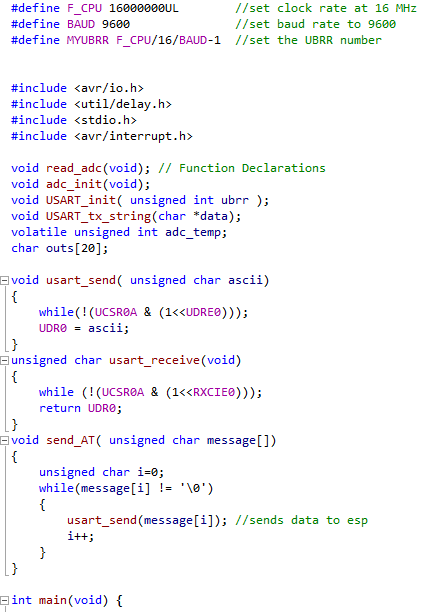 #define F_CPU 16000000UL //set clock rate at 16 MHz
#define BAUD 9600 //set baud rate to 9600
#define MYUBRR F_CPU/16/BAUD-1 //set the UBRR number
#include <avr/io.h>
#include <util/delay.h>
#include <stdio.h>
#include <avr/interrupt.h>
void read_adc(void); // Function Declarations
void adc_init(void);
void USART_init( unsigned int ubrr );
void USART_tx_string(char *data);
volatile unsigned int adc_temp;
char outs[20];
void usart_send( unsigned char ascii)
{
while(!(UCSR0A & (1<<UDRE0)));
UDR0 = ascii;
}
unsigned char usart_receive(void)
{
while (!(UCSR0A & (1<<RXCIE0)));
return UDR0;
}
void send_AT( unsigned char message[])
{
unsigned char i=0;
while(message[i] != '\0')
{
usart_send(message[i]); //sends data to esp
i++;
}
}
int main(void) {